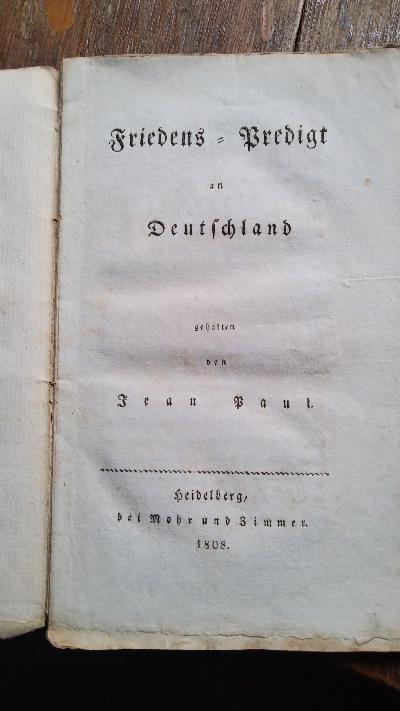 Friedens = Predigt
an
Deutſchland
gehalten
von
Jean Paul.
Heidelberg,
bei Mohr und Zimmer.
1808.